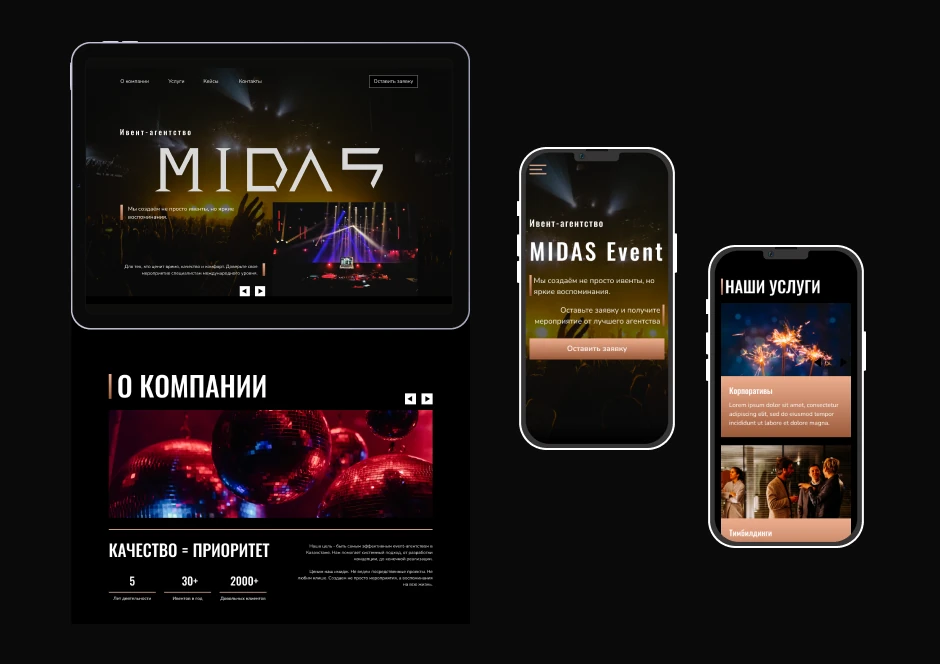 О компании
Услуги
Кейсы
Контакты
Оставить заявку
Ивент-агентство
MIDAS
Мы создаём не просто ивенты, но яркие
воспоминания.
Для тех, кто ценит время, качество и комфорт. Доверьте своё
мероприятие специалистам международного уровня.
О КОМПАНИИ
КАЧЕСТВО = ПРИОРИТЕТ
5
30+
2000+
Лет деятельности
Ивентов в год
Довольных клиентов
Наша цель - быть самым эффективным event-агентством в
Казахстане. Нам помогает системный подход, от разработки
концепции, до конечной реализации.
Ценим наш имидж. Не ведем посредственные проекты. Не
любим клише. Создаем не просто мероприятия, а воспоминания
на всю жизнь.
Ивент-агентство
MIDAS Event
Мы создаём не просто ивенты, но
яркие воспоминания.
Оставьте заявку и получите
мероприятие от лучшего агентства
Оставить заявку
НАШИ УСЛУГИ
Корпоративы
Lorem ipsum dolor sit amet, consectetur
adipiscing elit, sed do eiusmod tempor
incididunt ut labore et dolore magna.
Тимбилдинги